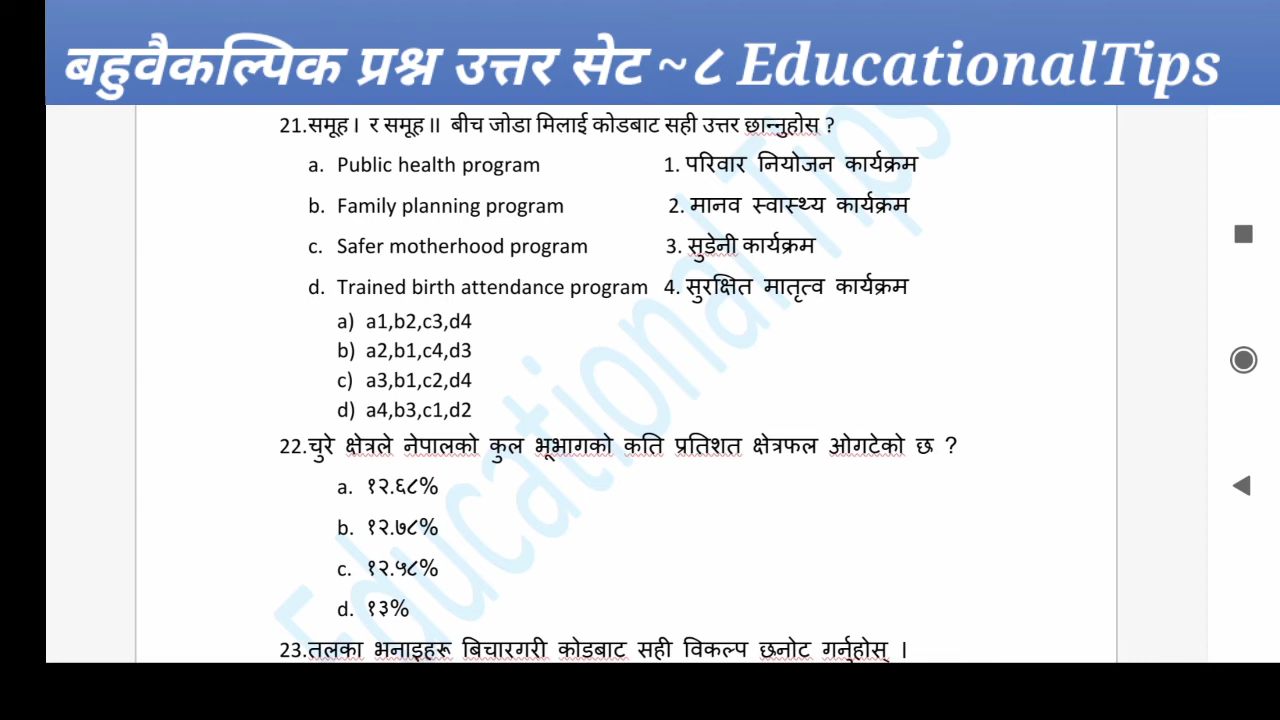 बहुवैकल्पिक प्रश्न उत्तर सेट ~८ EducationalTips
21.समूह। र समूह॥ बीच जोडा मिलाई कोडबाट सही उत्तर छान्नुहोस ?
a. Public health program 1. परिवार नियोजन कार्यक्रम
b. Family planning program 2. मानव स्वास्थ्य कार्यक्रम
c. Safer motherhood program 3. सुडेनी कार्यक्रम
d. Trained birth attendance program 4. सुरक्षित मातृत्व कार्यक्रम
a) a1,b2,c3,d4
b) a2,b1,c4,d3
c) a3,b1,c2,d4
d) a4,b3,c1,d2
22.चुरे क्षेत्रले नेपालको कुल भूभागको कति प्रतिशत क्षेत्रफल ओगटेको छ ?
a. १२.६८%
b. १२.७८%
c. १२.५८%
d. १३%
23.तलका भनाइहरू बिचारगरी कोडबाट सही विकल्प छनोट गर्नुहोस् ।
Educational Tips